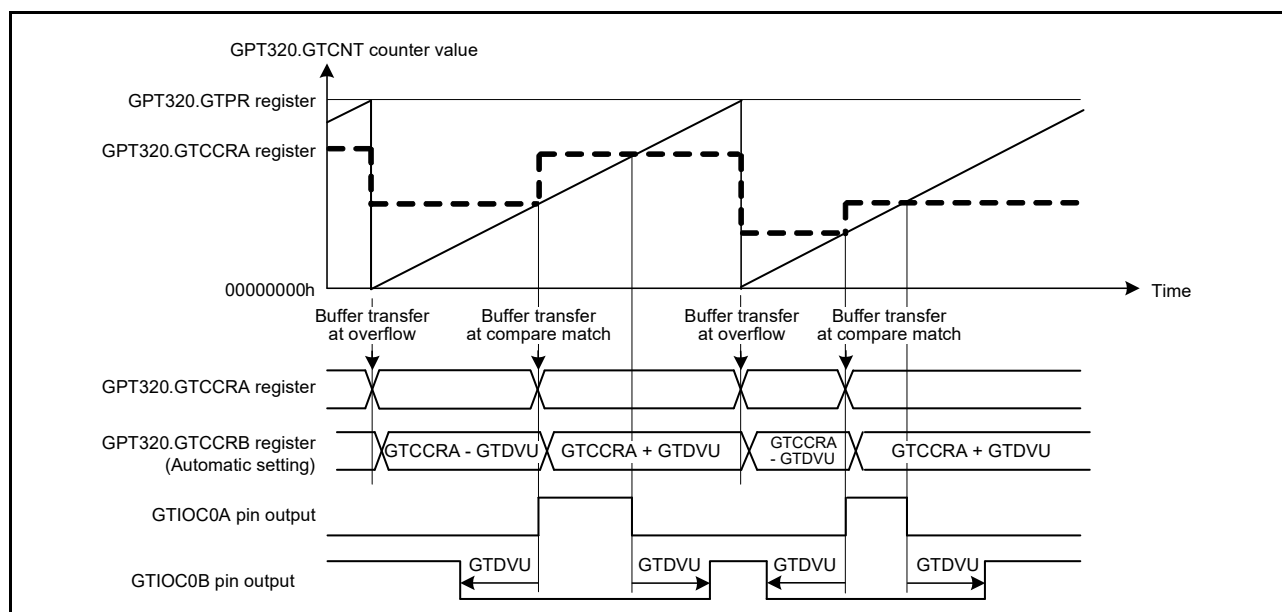 GPT320.GTCNT counter value
GPT320.GTPR register
GPT320.GTCCRA register
00000000h
Time
Buffer transfer
at overflow
Buffer transfer
at compare match
Buffer transfer
at overflow
Buffer transfer
at compare match
GPT320.GTCCRA register
GPT320.GTCCRB register
(Automatic setting)
GTCCRA - GTDVU
GTCCRA + GTDVU
GTCCRA
- GTDVU
GTCCRA + GTDVU
GTIOC0A pin output
GTIOC0B pin output
GTDVU
GTDVU
GTDVU
GTDVU